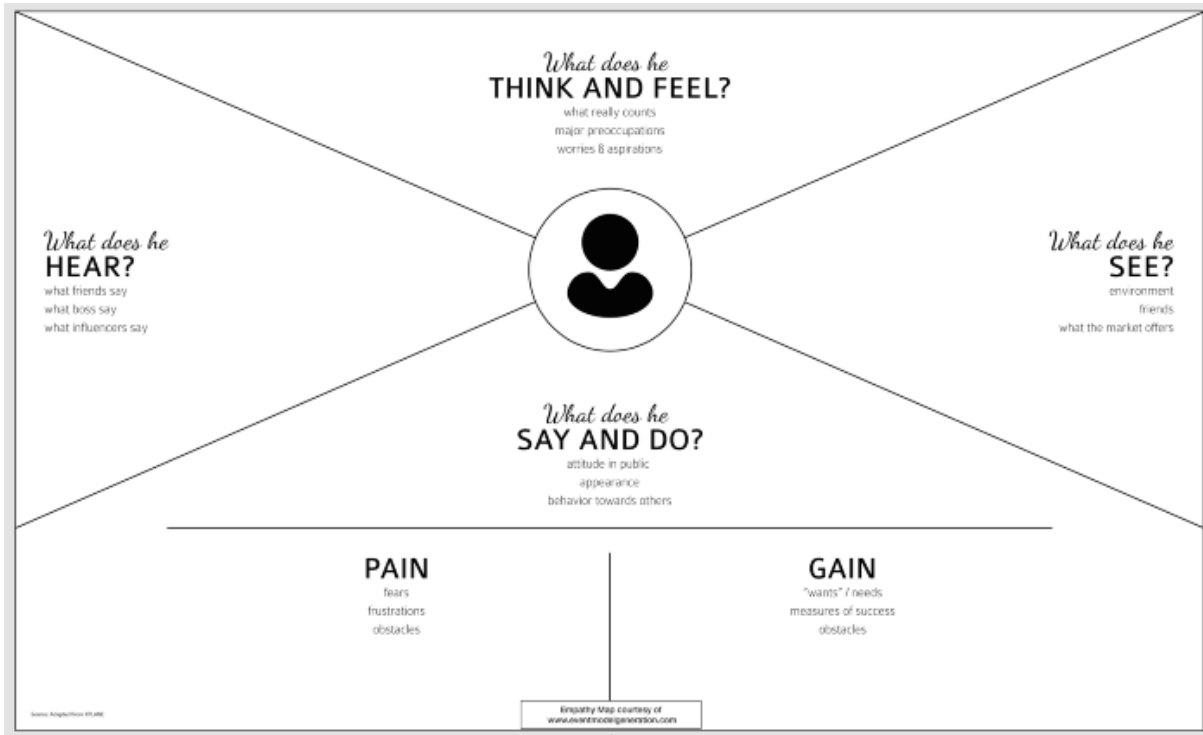 What does he
THINK AND FEEL?
what really counts
major preoccupations
worries & aspirations
What does he
HEAR?
what friends say
what boss say
what influencers say
What does he
SEE?
environment
friends
what the market offers
What does he
SAY AND DO?
attitude in public
appearance
behavior towards others
PAIN
fears
frustrations
obstacles
GAIN
"wants" / needs
measures of success
obstacles
Source: Adapted from
Empathy Map courtesy of
www.eventmodelgeneration.com